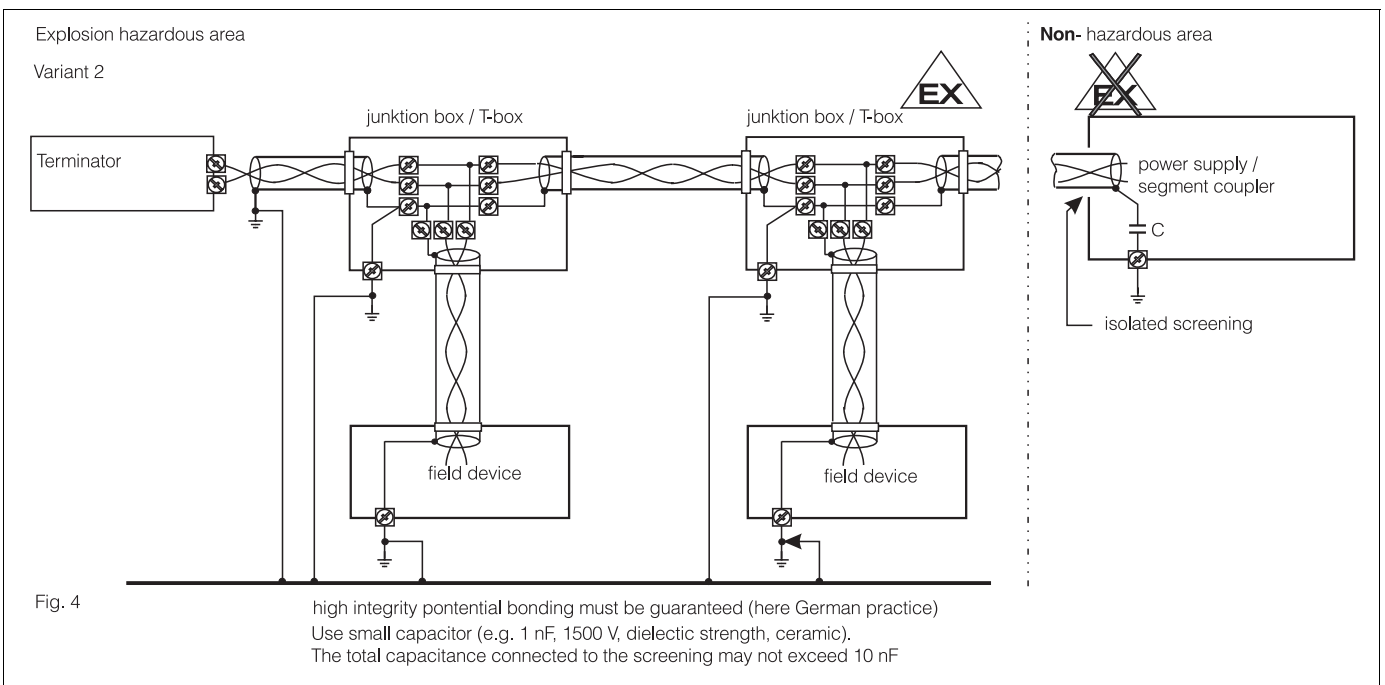 Explosion hazardous area
Non- hazardous area
Variant 2
EX
EX
junktion box / T-box
junktion box / T-box
Terminator
power supply /
segment coupler
C
isolated screening
field device
field device
Fig. 4
high integrity pontential bonding must be guaranteed (here German practice)
Use small capacitor (e.g. 1 nF, 1500 V, dielectic strength, ceramic).
The total capacitance connected to the screening may not exceed 10 nF